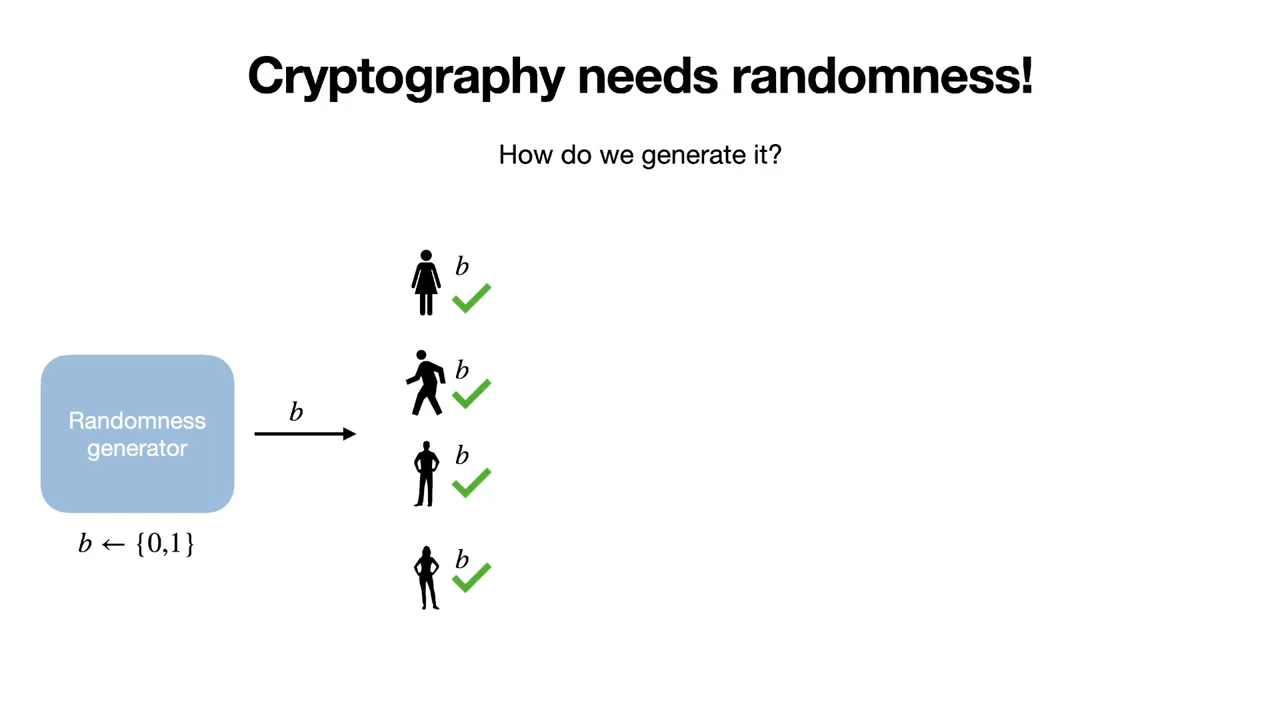 Cryptography needs randomness!
How do we generate it?
b
b
Randomness
generator
b
b
b
b ← {0,1}
b